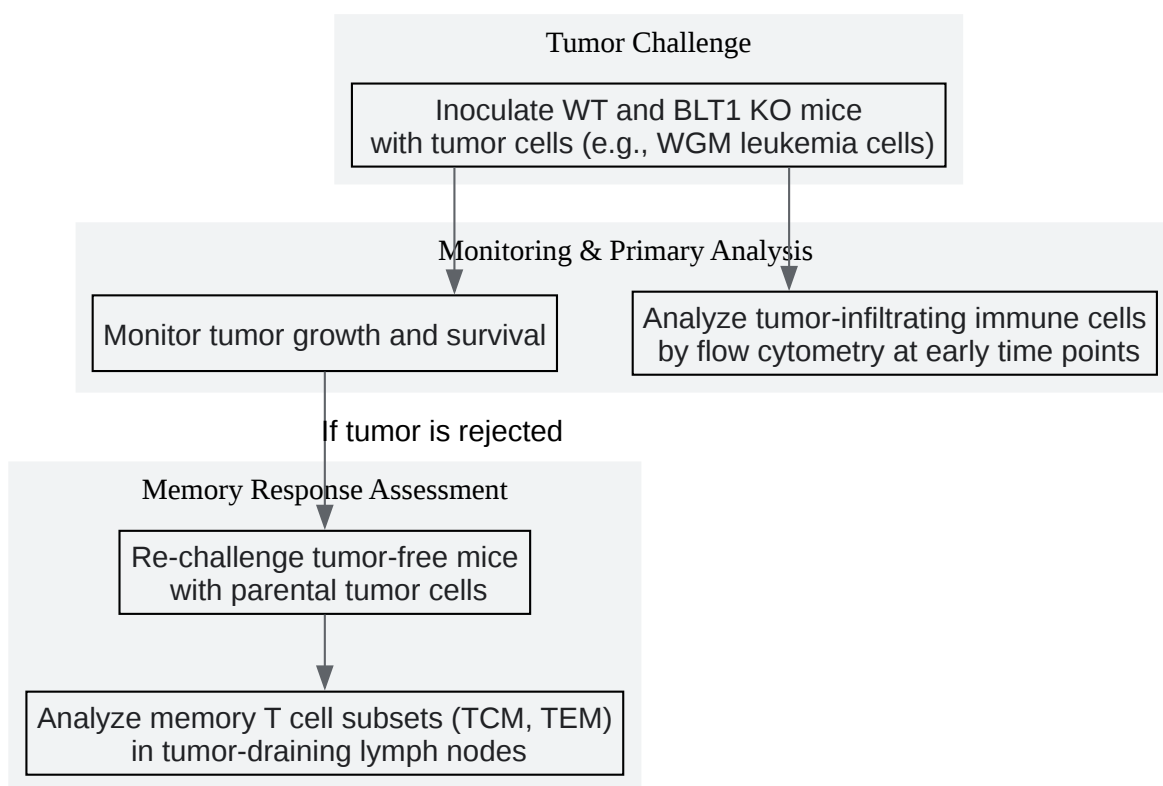 Tumor Challenge
Inoculate WT and BLT1 KO mice
with tumor cells (e.g., WGM leukemia cells)
Monitoring & Primary Analysis
Monitor tumor growth and survival
Analyze tumor-infiltrating immune cells
by flow cytometry at early time points
If tumor is rejected
Memory Response Assessment
Re-challenge tumor-free mice
with parental tumor cells
Analyze memory T cell subsets (TCM, TEM)
in tumor-draining lymph nodes